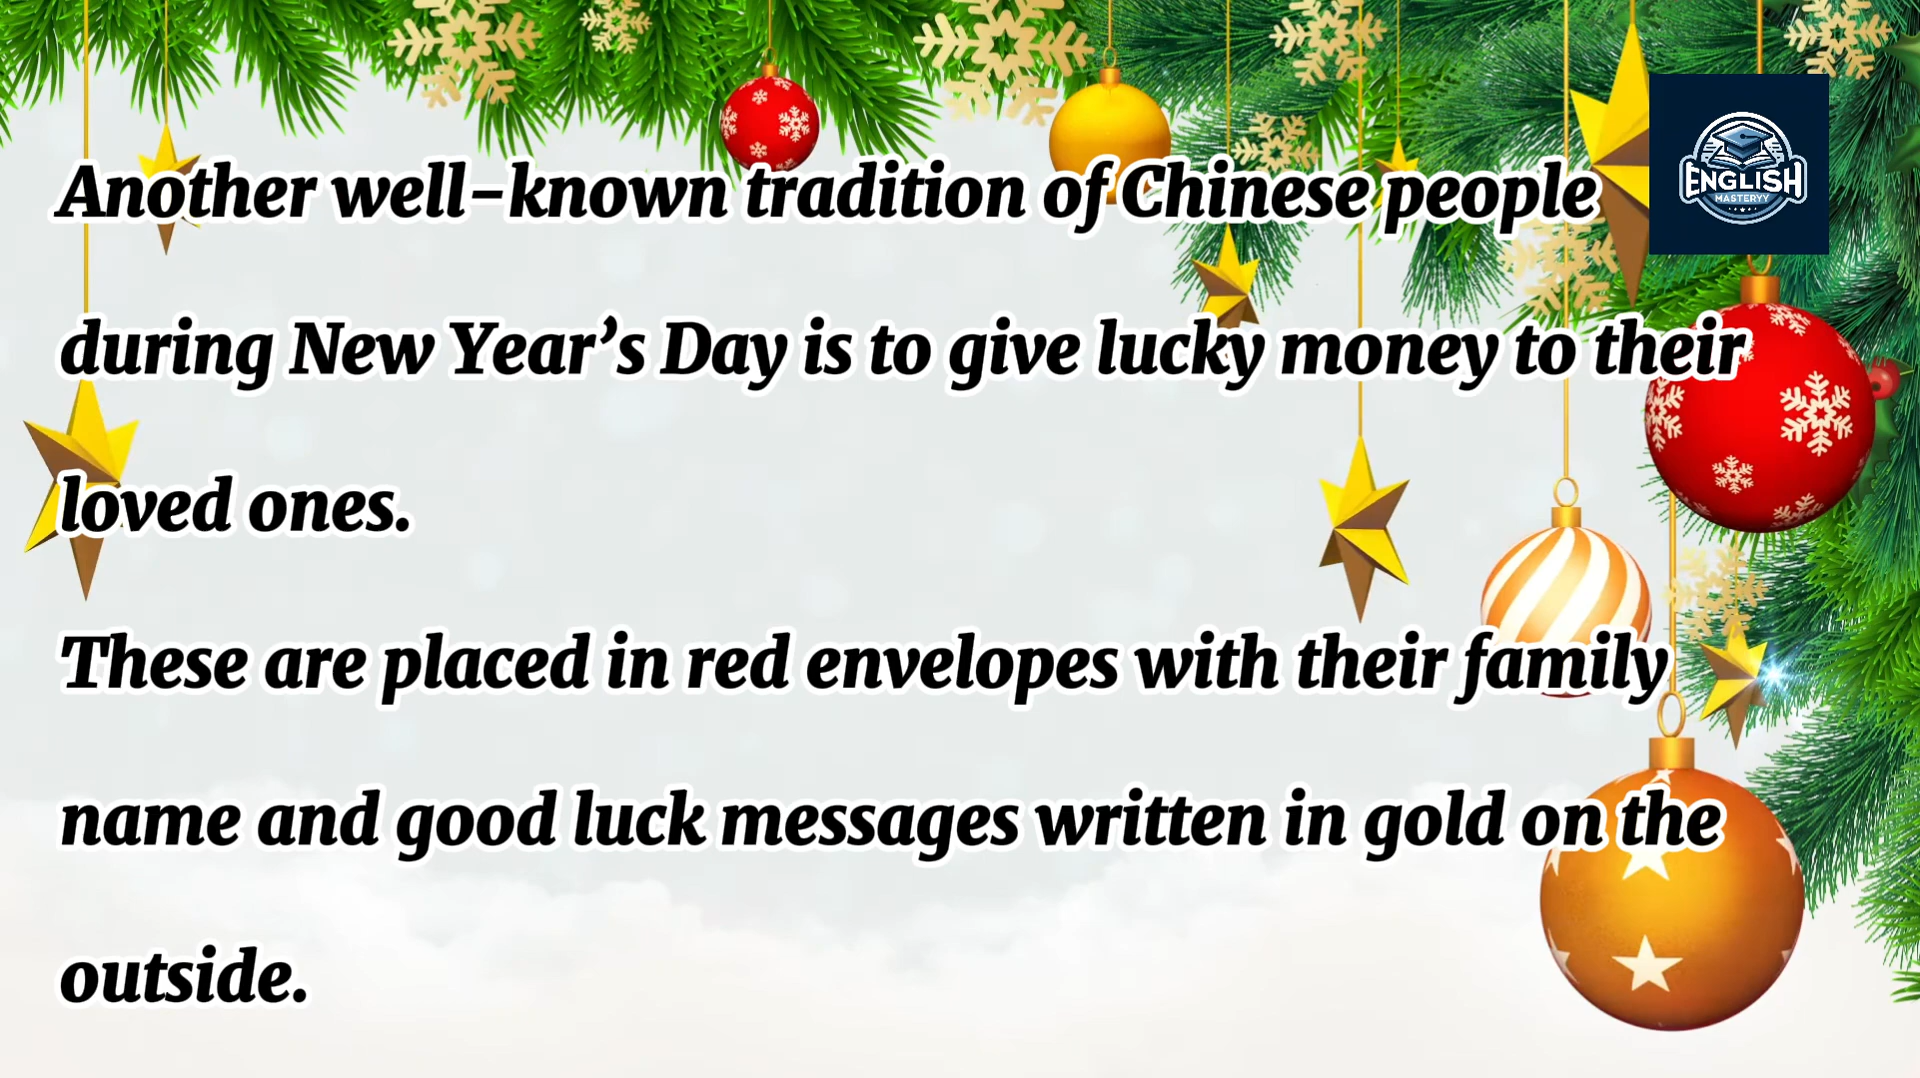 Another well-known tradition of Chinese people
during New Year’s Day is to give lucky money to their
loved ones.
These are placed in red envelopes with their family
name and good luck messages written in gold on the
outside.
ENGLISH
MASTERYY